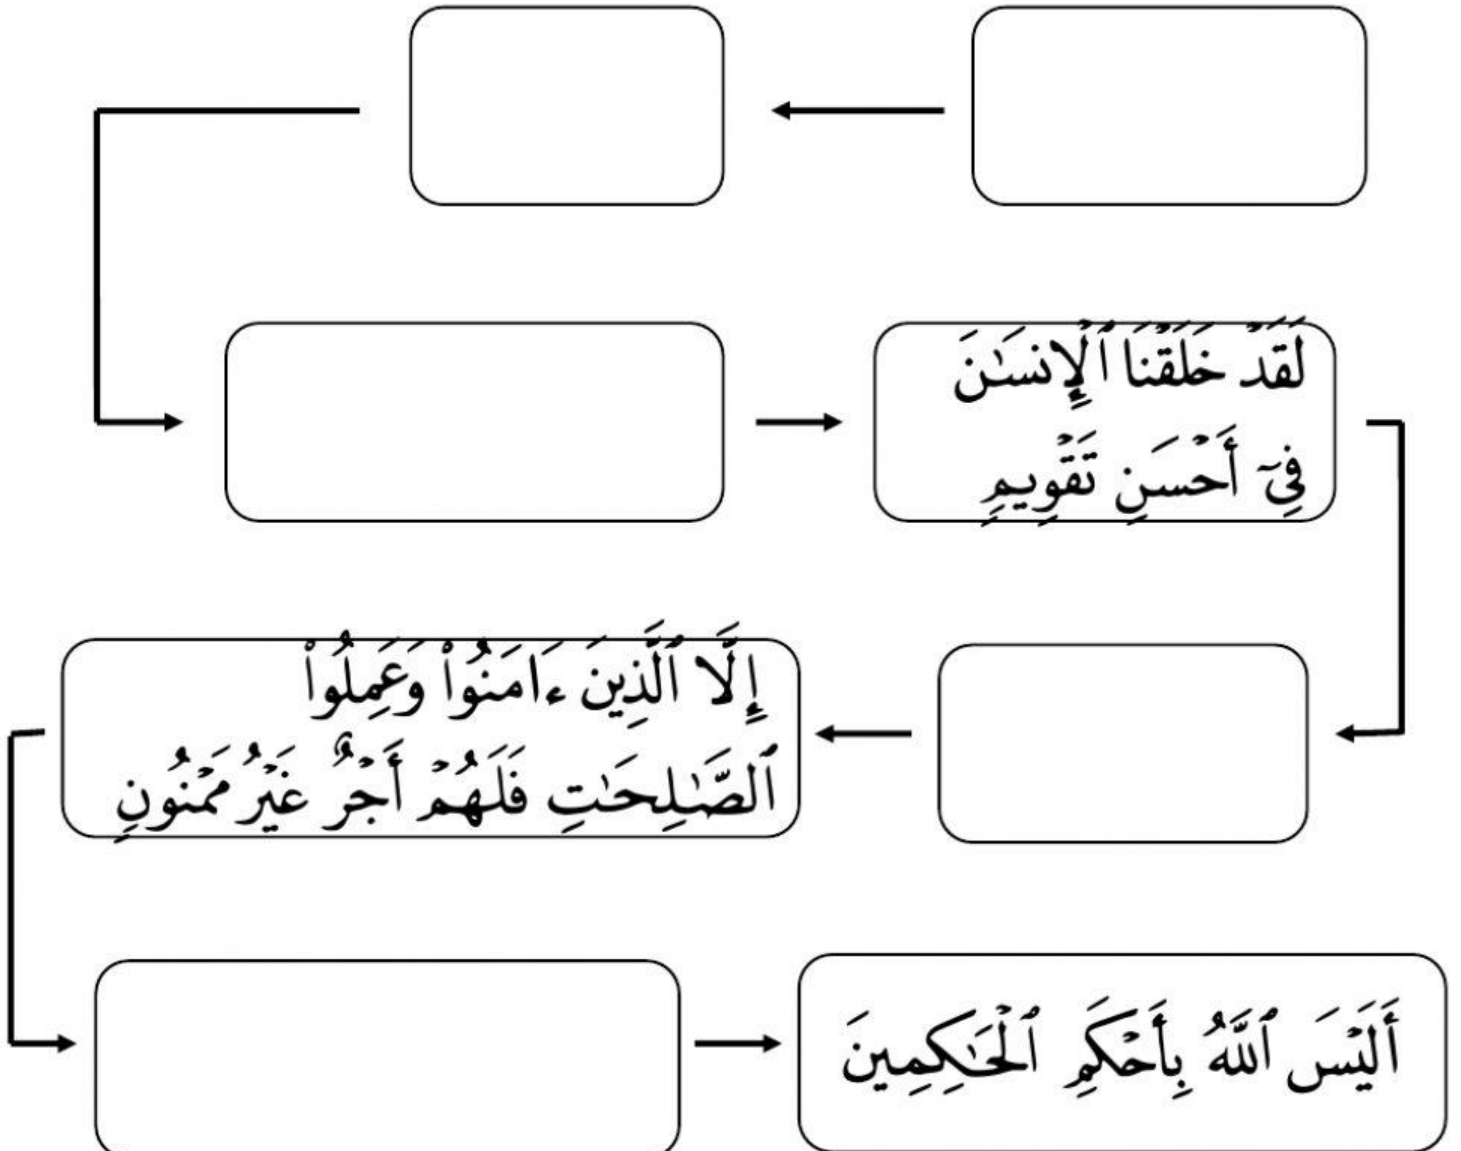 لَقَدْ خَلَقْنَا ٱلْإِنسَـٰنَ
فِىٓ أَحْسَنِ تَقْوِيمٍ
إِلَّا ٱلَّذِينَ ءَامَنُوا۟ وَعَمِلُوا۟
ٱلصَّـٰلِحَـٰتِ فَلَهُمْ أَجْرٌ غَيْرُ مَمْنُونٍ
أَلَيْسَ ٱللَّهُ بِأَحْكَمِ ٱلْحَـٰكِمِينَ